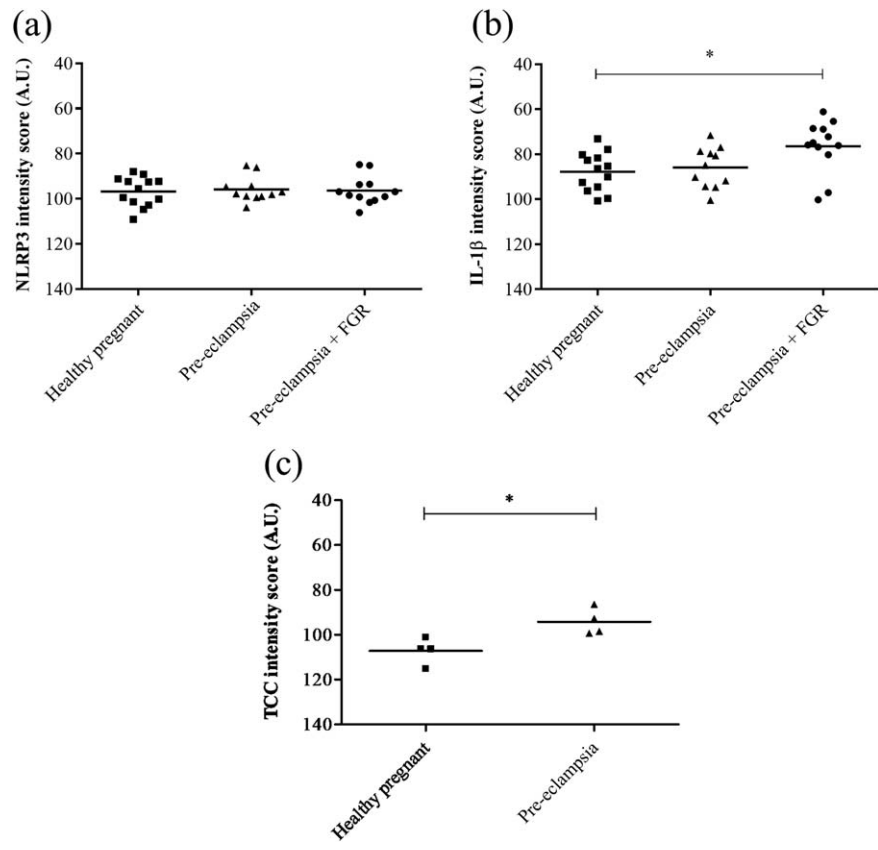 (a)
NLRP3 intensity score (A.U.)
40
60
80
100
120
140
Healthy pregnant
Pre-eclampsia
Pre-eclampsia + FGR
(b)
IL-1β intensity score (A.U.)
40
60
80
100
120
140
*
Healthy pregnant
Pre-eclampsia
Pre-eclampsia + FGR
(c)
TCC intensity score (A.U.)
40
60
80
100
120
140
*
Healthy pregnant
Pre-eclampsia